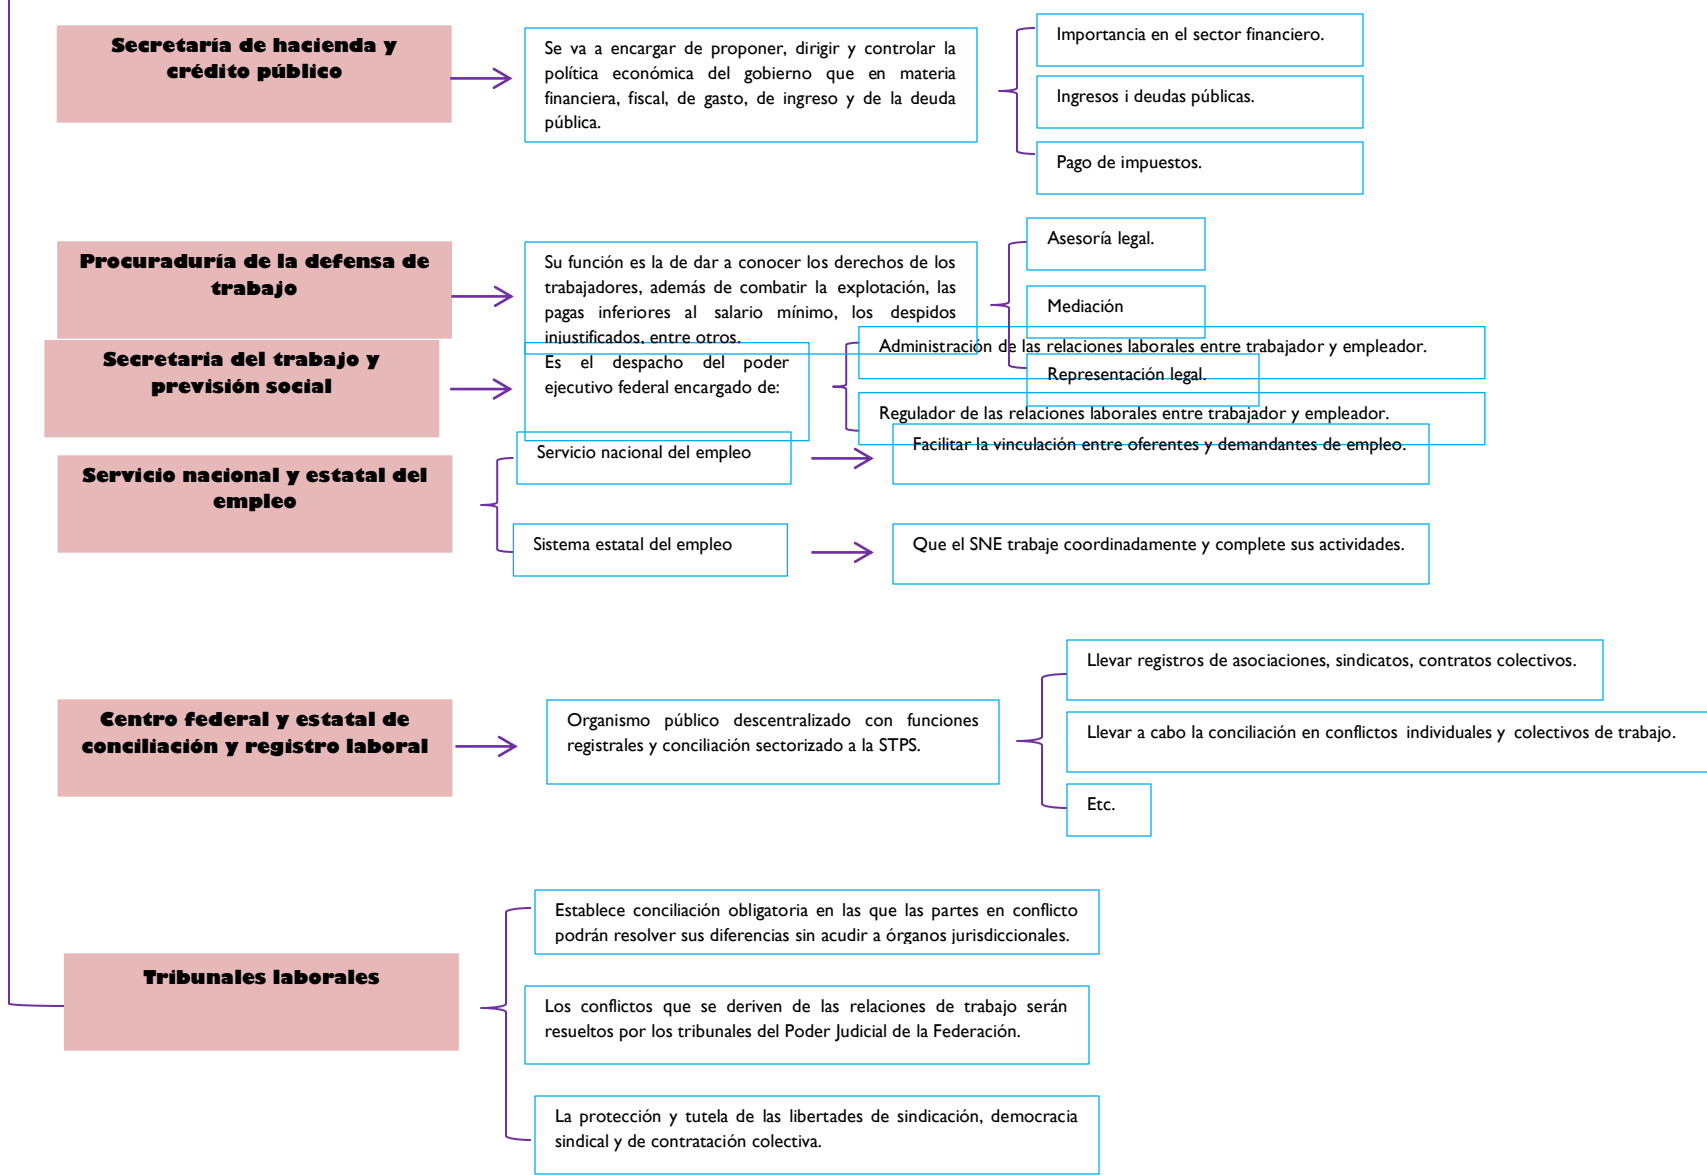 Secretaría de hacienda y
crédito público
Se va a encargar de proponer, dirigir y controlar la
política económica del gobierno que en materia
financiera, fiscal, de gasto, de ingreso y de la deuda
pública.
Importancia en el sector financiero.
Ingresos i deudas públicas.
Pago de impuestos.
Procuraduría de la defensa de
trabajo
Su función es la de dar a conocer los derechos de los
trabajadores, además de combatir la explotación, las
pagas inferiores al salario mínimo, los despidos
injustificados, entre otros.
Asesoría legal.
Mediación
Representación legal.
Secretaria del trabajo y
previsión social
Es el despacho del poder
ejecutivo federal encargado de:
Administración de las relaciones laborales entre trabajador y empleador.
Regulador de las relaciones laborales entre trabajador y empleador.
Servicio nacional y estatal del
empleo
Servicio nacional del empleo
Facilitar la vinculación entre oferentes y demandantes de empleo.
Sistema estatal del empleo
Que el SNE trabaje coordinadamente y complete sus actividades.
Centro federal y estatal de
conciliación y registro laboral
Organismo público descentralizado con funciones
registrales y conciliación sectorizado a la STPS.
Llevar registros de asociaciones, sindicatos, contratos colectivos.
Llevar a cabo la conciliación en conflictos individuales y colectivos de trabajo.
Etc.
Tribunales laborales
Establece conciliación obligatoria en las que las partes en conflicto
podrán resolver sus diferencias sin acudir a órganos jurisdiccionales.
Los conflictos que se deriven de las relaciones de trabajo serán
resueltos por los tribunales del Poder Judicial de la Federación.
La protección y tutela de las libertades de sindicación, democracia
sindical y de contratación colectiva.